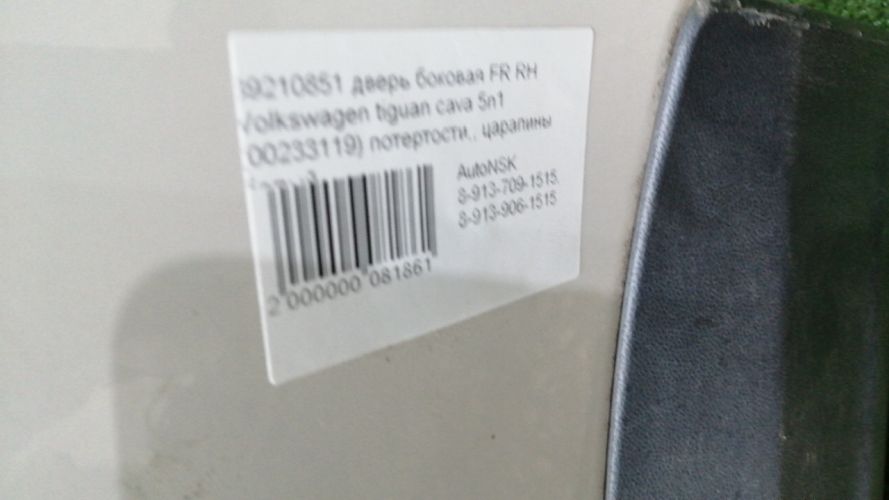 39210851 дверь боковая FR RH
Volkswagen tiguan cava 5n1
00233119) потертости,, царапины
AutoNSK
8-913-709-1515,
8-913-906-1515
2 000000 081861